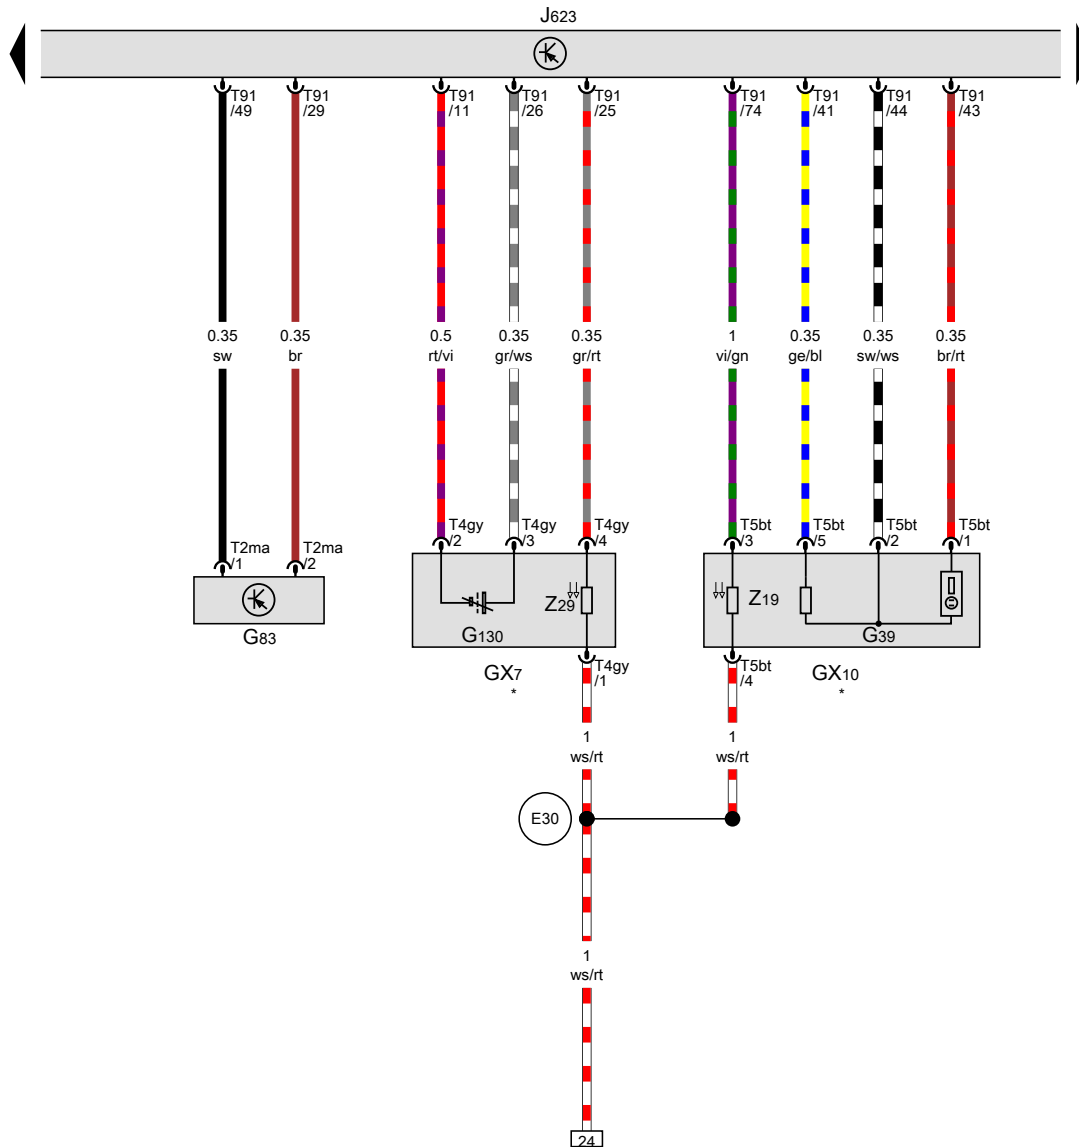 J623
T91 T91 T91 T91 T91 T91 T91 T91 T91
/49 /29 /11 /26 /25 /74 /41 /44 /43
0.35 0.35 0.5 0.35 0.35 1 0.35 0.35 0.35
sw br rt/vi gr/ws gr/rt vi/gn ge/bl sw/ws br/rt
T4gy T4gy T4gy T5bt T5bt T5bt T5bt
/2 /3 /4 /3 /5 /2 /1
T2ma T2ma
/1 /2
Z29 Z19
G83 G130 G39
GX7 T4gy T5bt GX10
/1 /4
* *
1 1
ws/rt ws/rt
E30
1
ws/rt
24